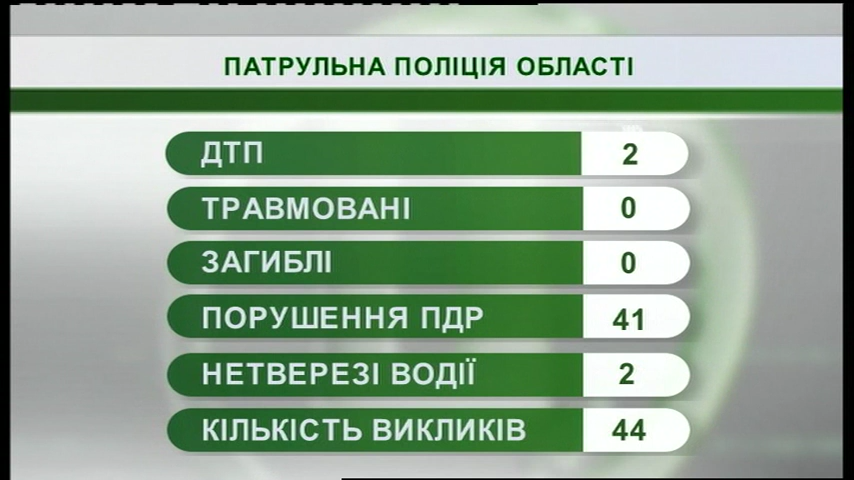 ПАТРУЛЬНА ПОЛІЦІЯ ОБЛАСТІ
ДТП 2
ТРАВМОВАНІ 0
ЗАГИБЛІ 0
ПОРУШЕННЯ ПДР 41
НЕТВЕРЕЗІ ВОДІЇ 2
КІЛЬКІСТЬ ВИКЛИКІВ 44